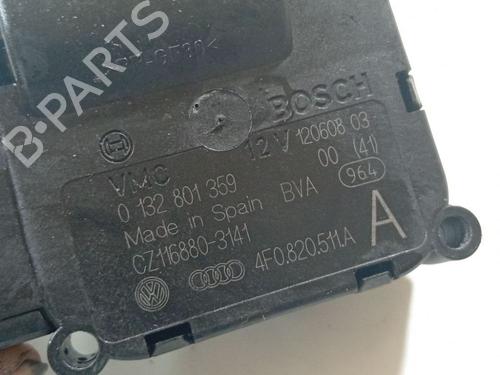 B-PARTS
BOSCH
VMC 12V 120608 03
0 132 801 359 00 (41)
Made in Spain BVA 964
CZ116880-3141 A
4F0.820.511A